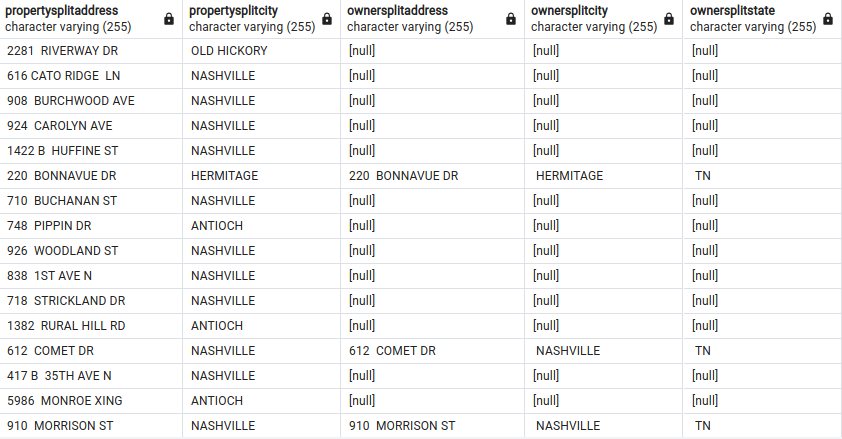 propertysplitaddress propertysplitcity ownersplitaddress ownersplitcity ownersplitstate
character varying (255) character varying (255) character varying (255) character varying (255) character varying (255)
2281  RIVERWAY DR OLD HICKORY [null] [null] [null]
616 CATO RIDGE  LN NASHVILLE [null] [null] [null]
908  BURCHWOOD AVE NASHVILLE [null] [null] [null]
924  CAROLYN AVE NASHVILLE [null] [null] [null]
1422 B  HUFFINE ST NASHVILLE [null] [null] [null]
220  BONNAVUE DR HERMITAGE 220  BONNAVUE DR HERMITAGE TN
710  BUCHANAN ST NASHVILLE [null] [null] [null]
748  PIPPIN DR ANTIOCH [null] [null] [null]
926  WOODLAND ST NASHVILLE [null] [null] [null]
838  1ST AVE N NASHVILLE [null] [null] [null]
718  STRICKLAND DR NASHVILLE [null] [null] [null]
1382  RURAL HILL RD ANTIOCH [null] [null] [null]
612  COMET DR NASHVILLE 612  COMET DR NASHVILLE TN
417 B  35TH AVE N NASHVILLE [null] [null] [null]
5986  MONROE XING ANTIOCH [null] [null] [null]
910  MORRISON ST NASHVILLE 910  MORRISON ST NASHVILLE TN